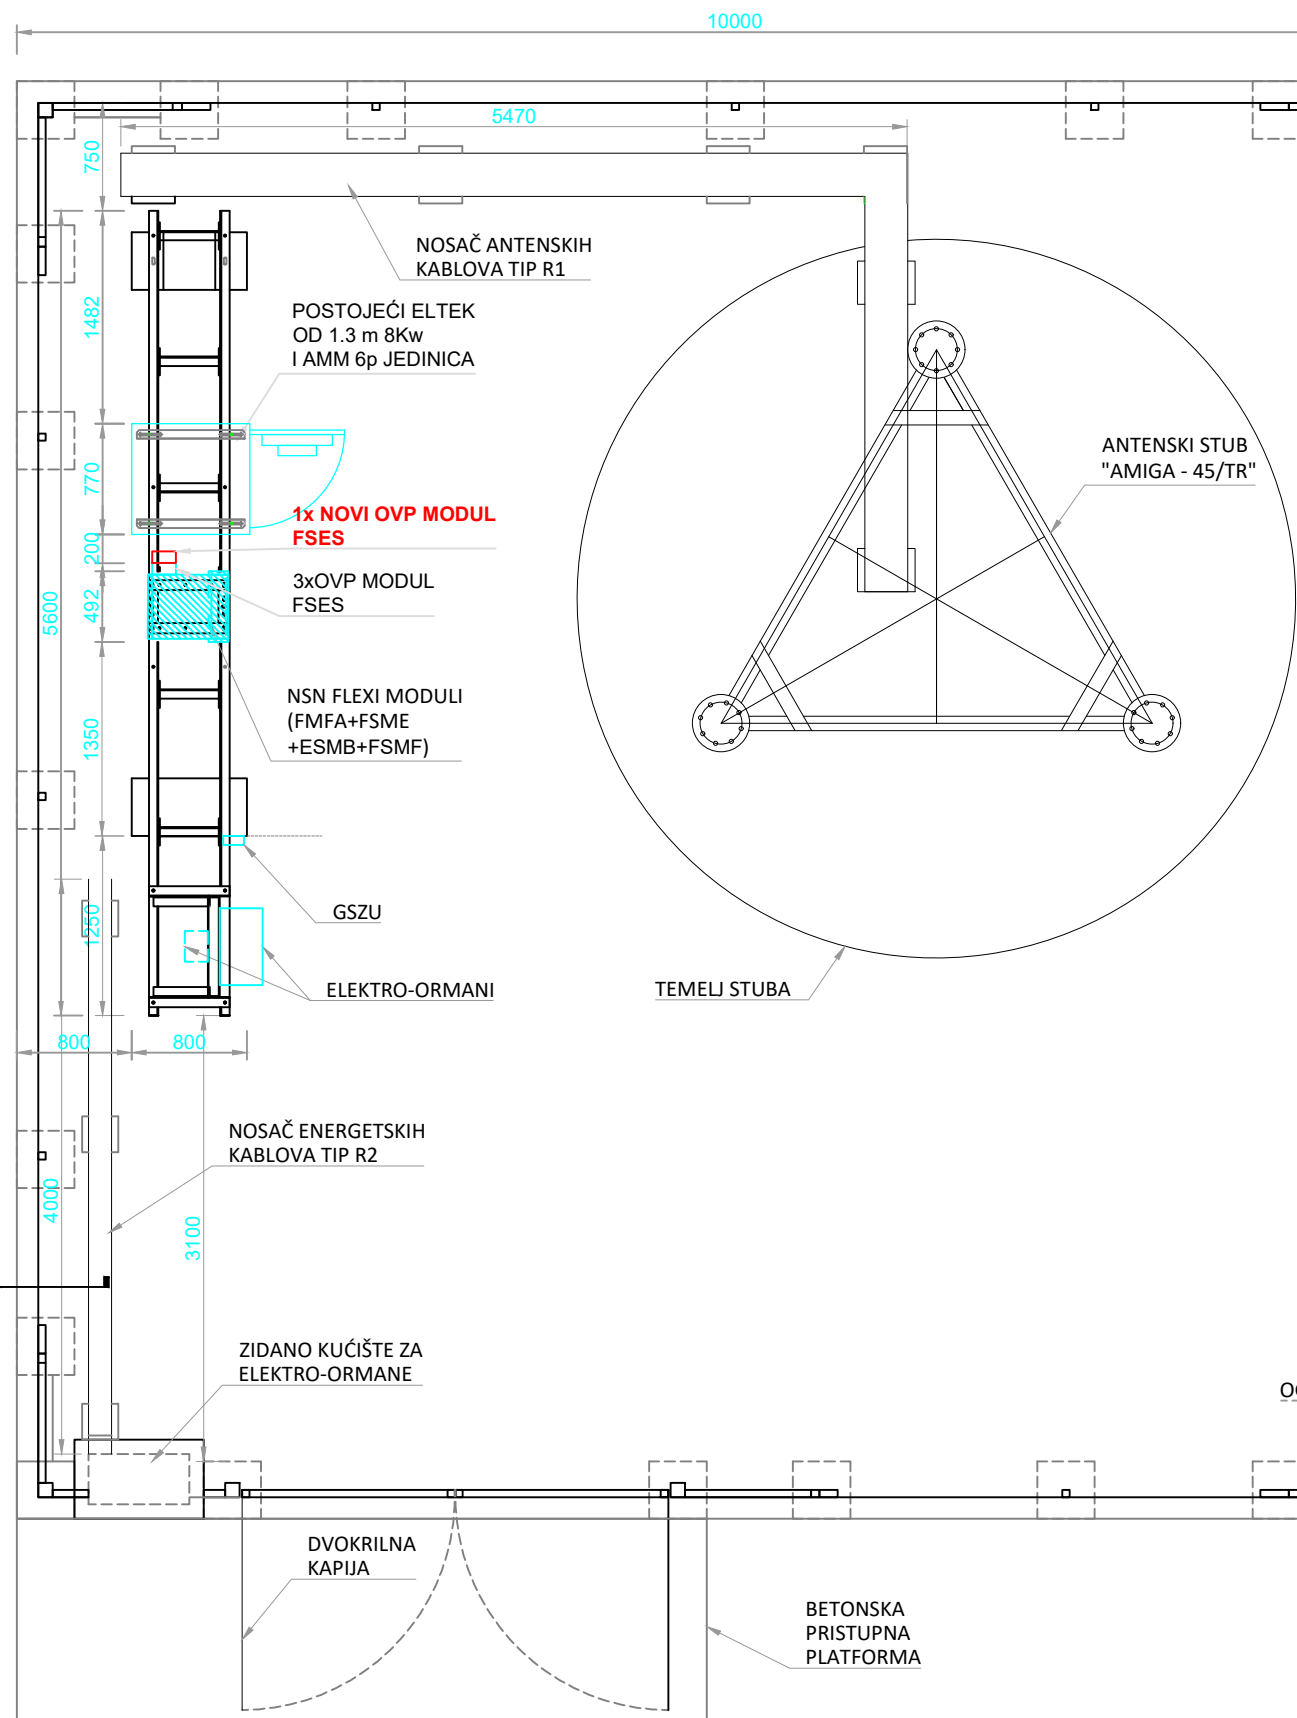 10000
5470
750
NOSAČ ANTENSKIH
KABLOVA TIP R1
1482
POSTOJEĆI ELTEK
OD 1.3 m 8Kw
I AMM 6p JEDINICA
ANTENSKI STUB
"AMIGA - 45/TR"
770
1x NOVI OVP MODUL
FSES
200
3xOVP MODUL
FSES
492
5600
NSN FLEXI MODULI
(FMFA+FSME
+ESMB+FSMF)
1350
GSZU
1250
ELEKTRO-ORMANI
TEMELJ STUBA
800
800
NOSAČ ENERGETSKIH
KABLOVA TIP R2
4000
3100
ZIDANO KUĆIŠTE ZA
ELEKTRO-ORMANE
DVOKRILNA
KAPIJA
BETONSKA
PRISTUPNA
PLATFORMA